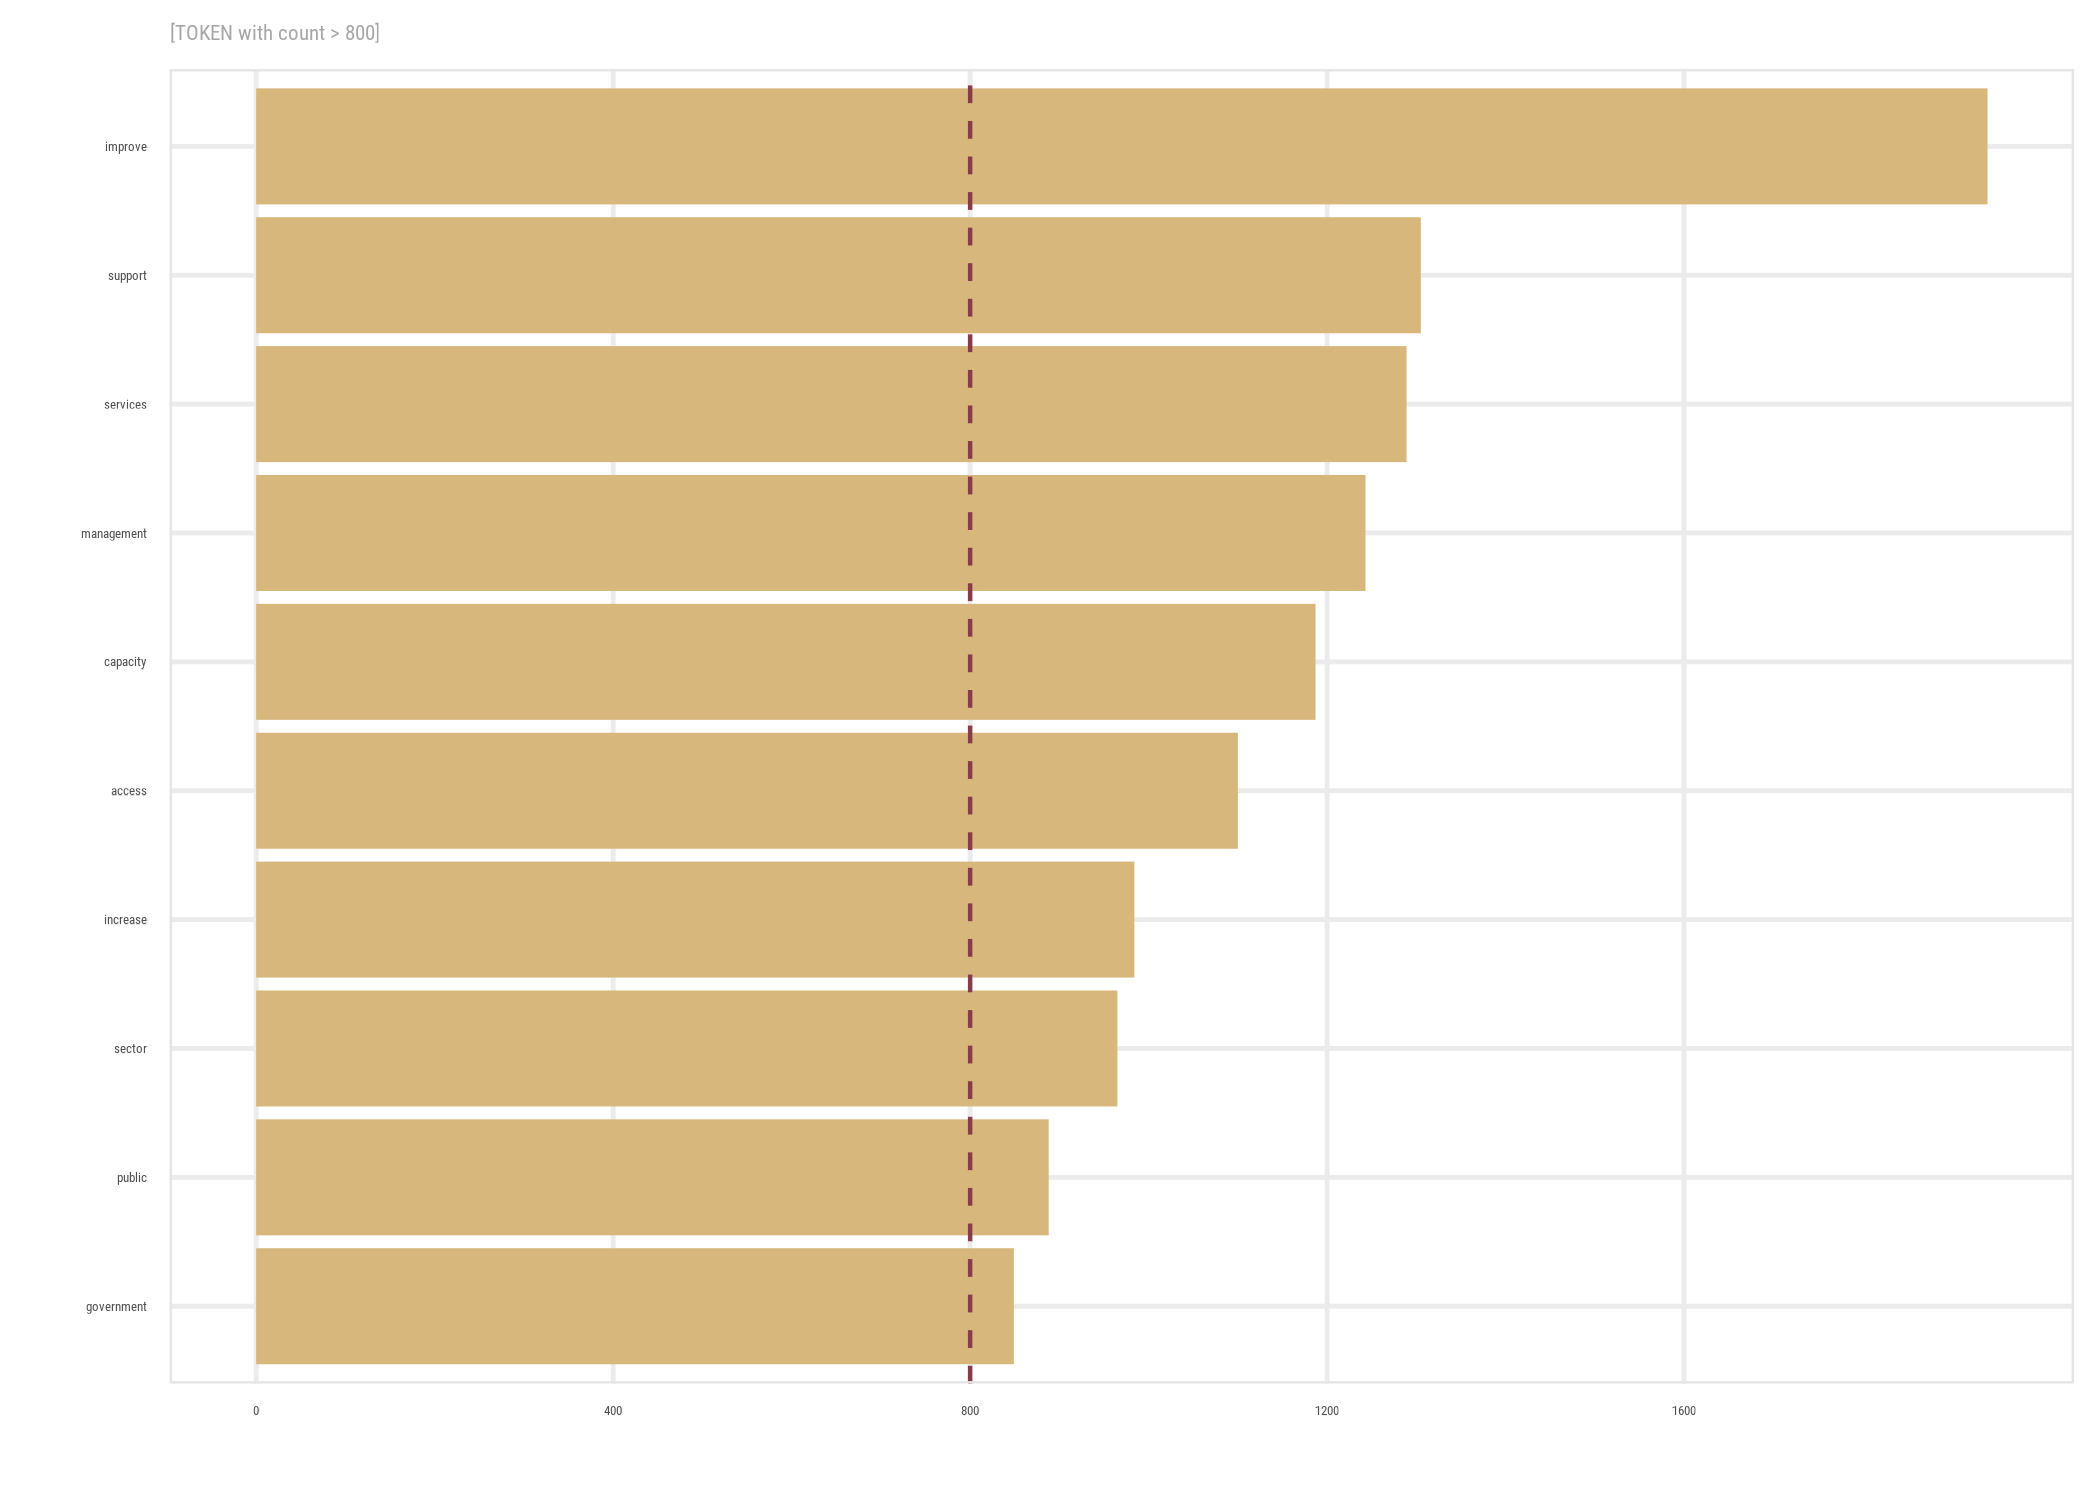 [TOKEN with count > 800]
improve
support
services
management
capacity
access
increase
sector
public
government
0 400 800 1200 1600